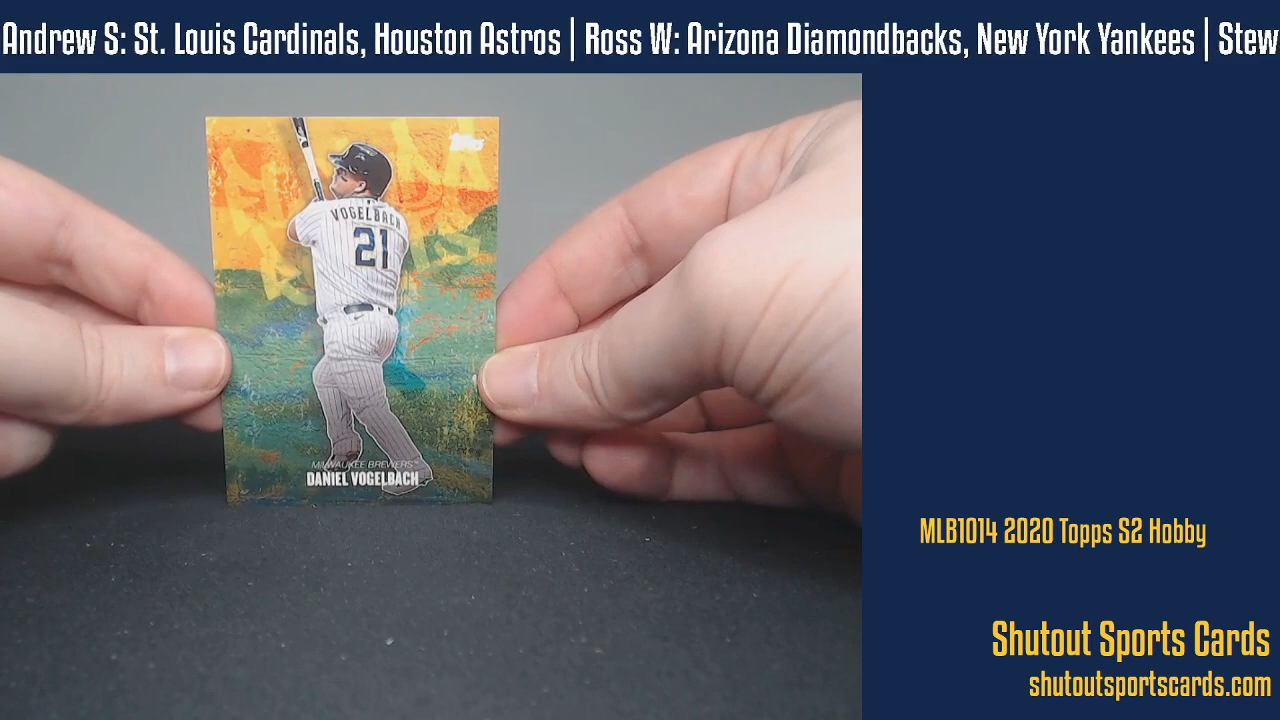 Andrew S: St. Louis Cardinals, Houston Astros | Ross W: Arizona Diamondbacks, New York Yankees | Stew
Topps
VOGELBACH
21
MILWAUKEE BREWERS™
DANIEL VOGELBACH
MLB1014 2020 Topps S2 Hobby
Shutout Sports Cards
shutoutsportscards.com